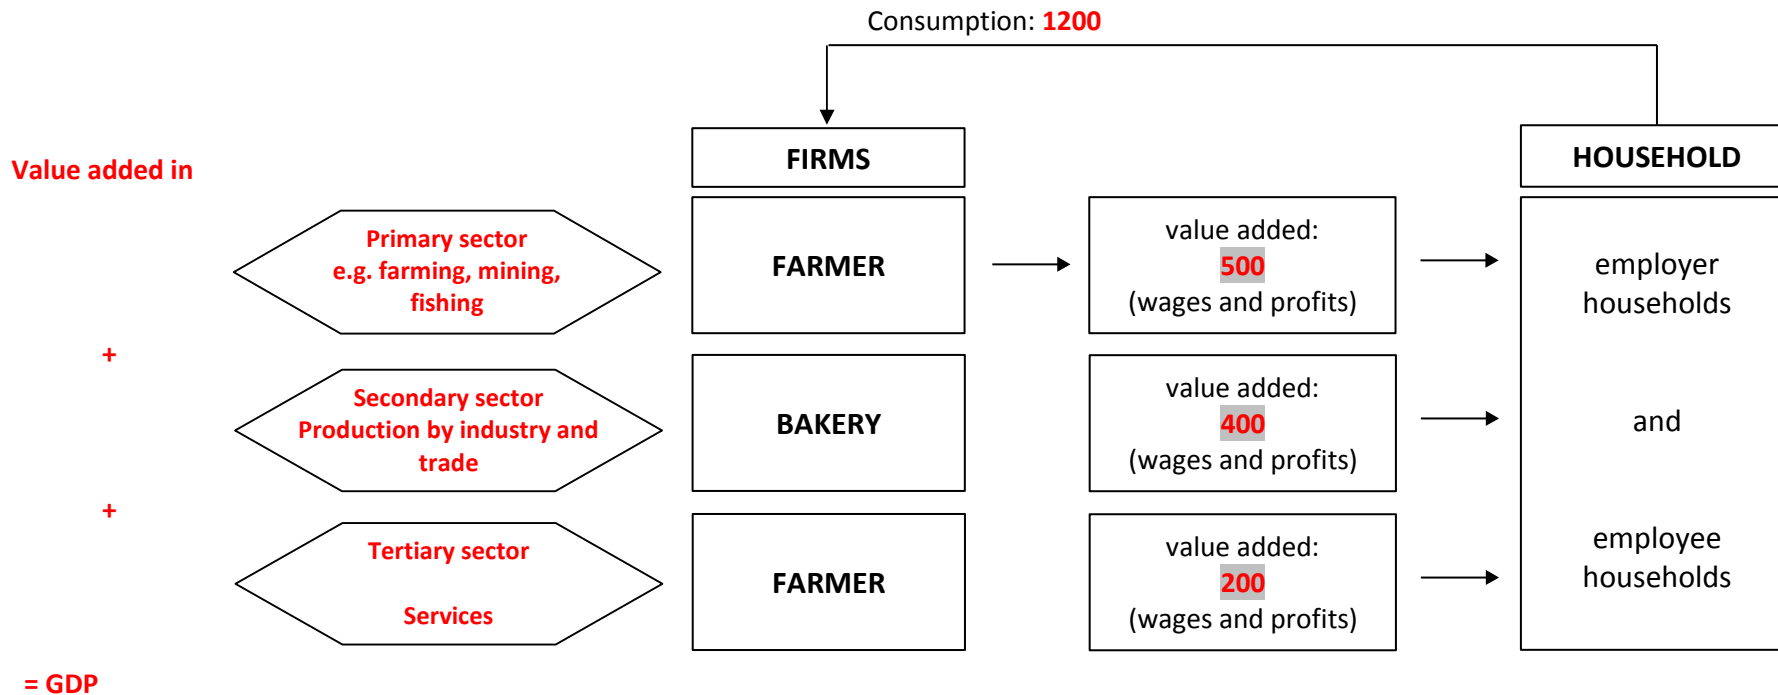 Consumption: 1200
Value added in
FIRMS
HOUSEHOLD
Primary sector
e.g. farming, mining,
fishing
FARMER
value added:
500
(wages and profits)
employer
households
+
Secondary sector
Production by industry and
trade
BAKERY
value added:
400
(wages and profits)
and
+
Tertiary sector
Services
FARMER
value added:
200
(wages and profits)
employee
households
= GDP